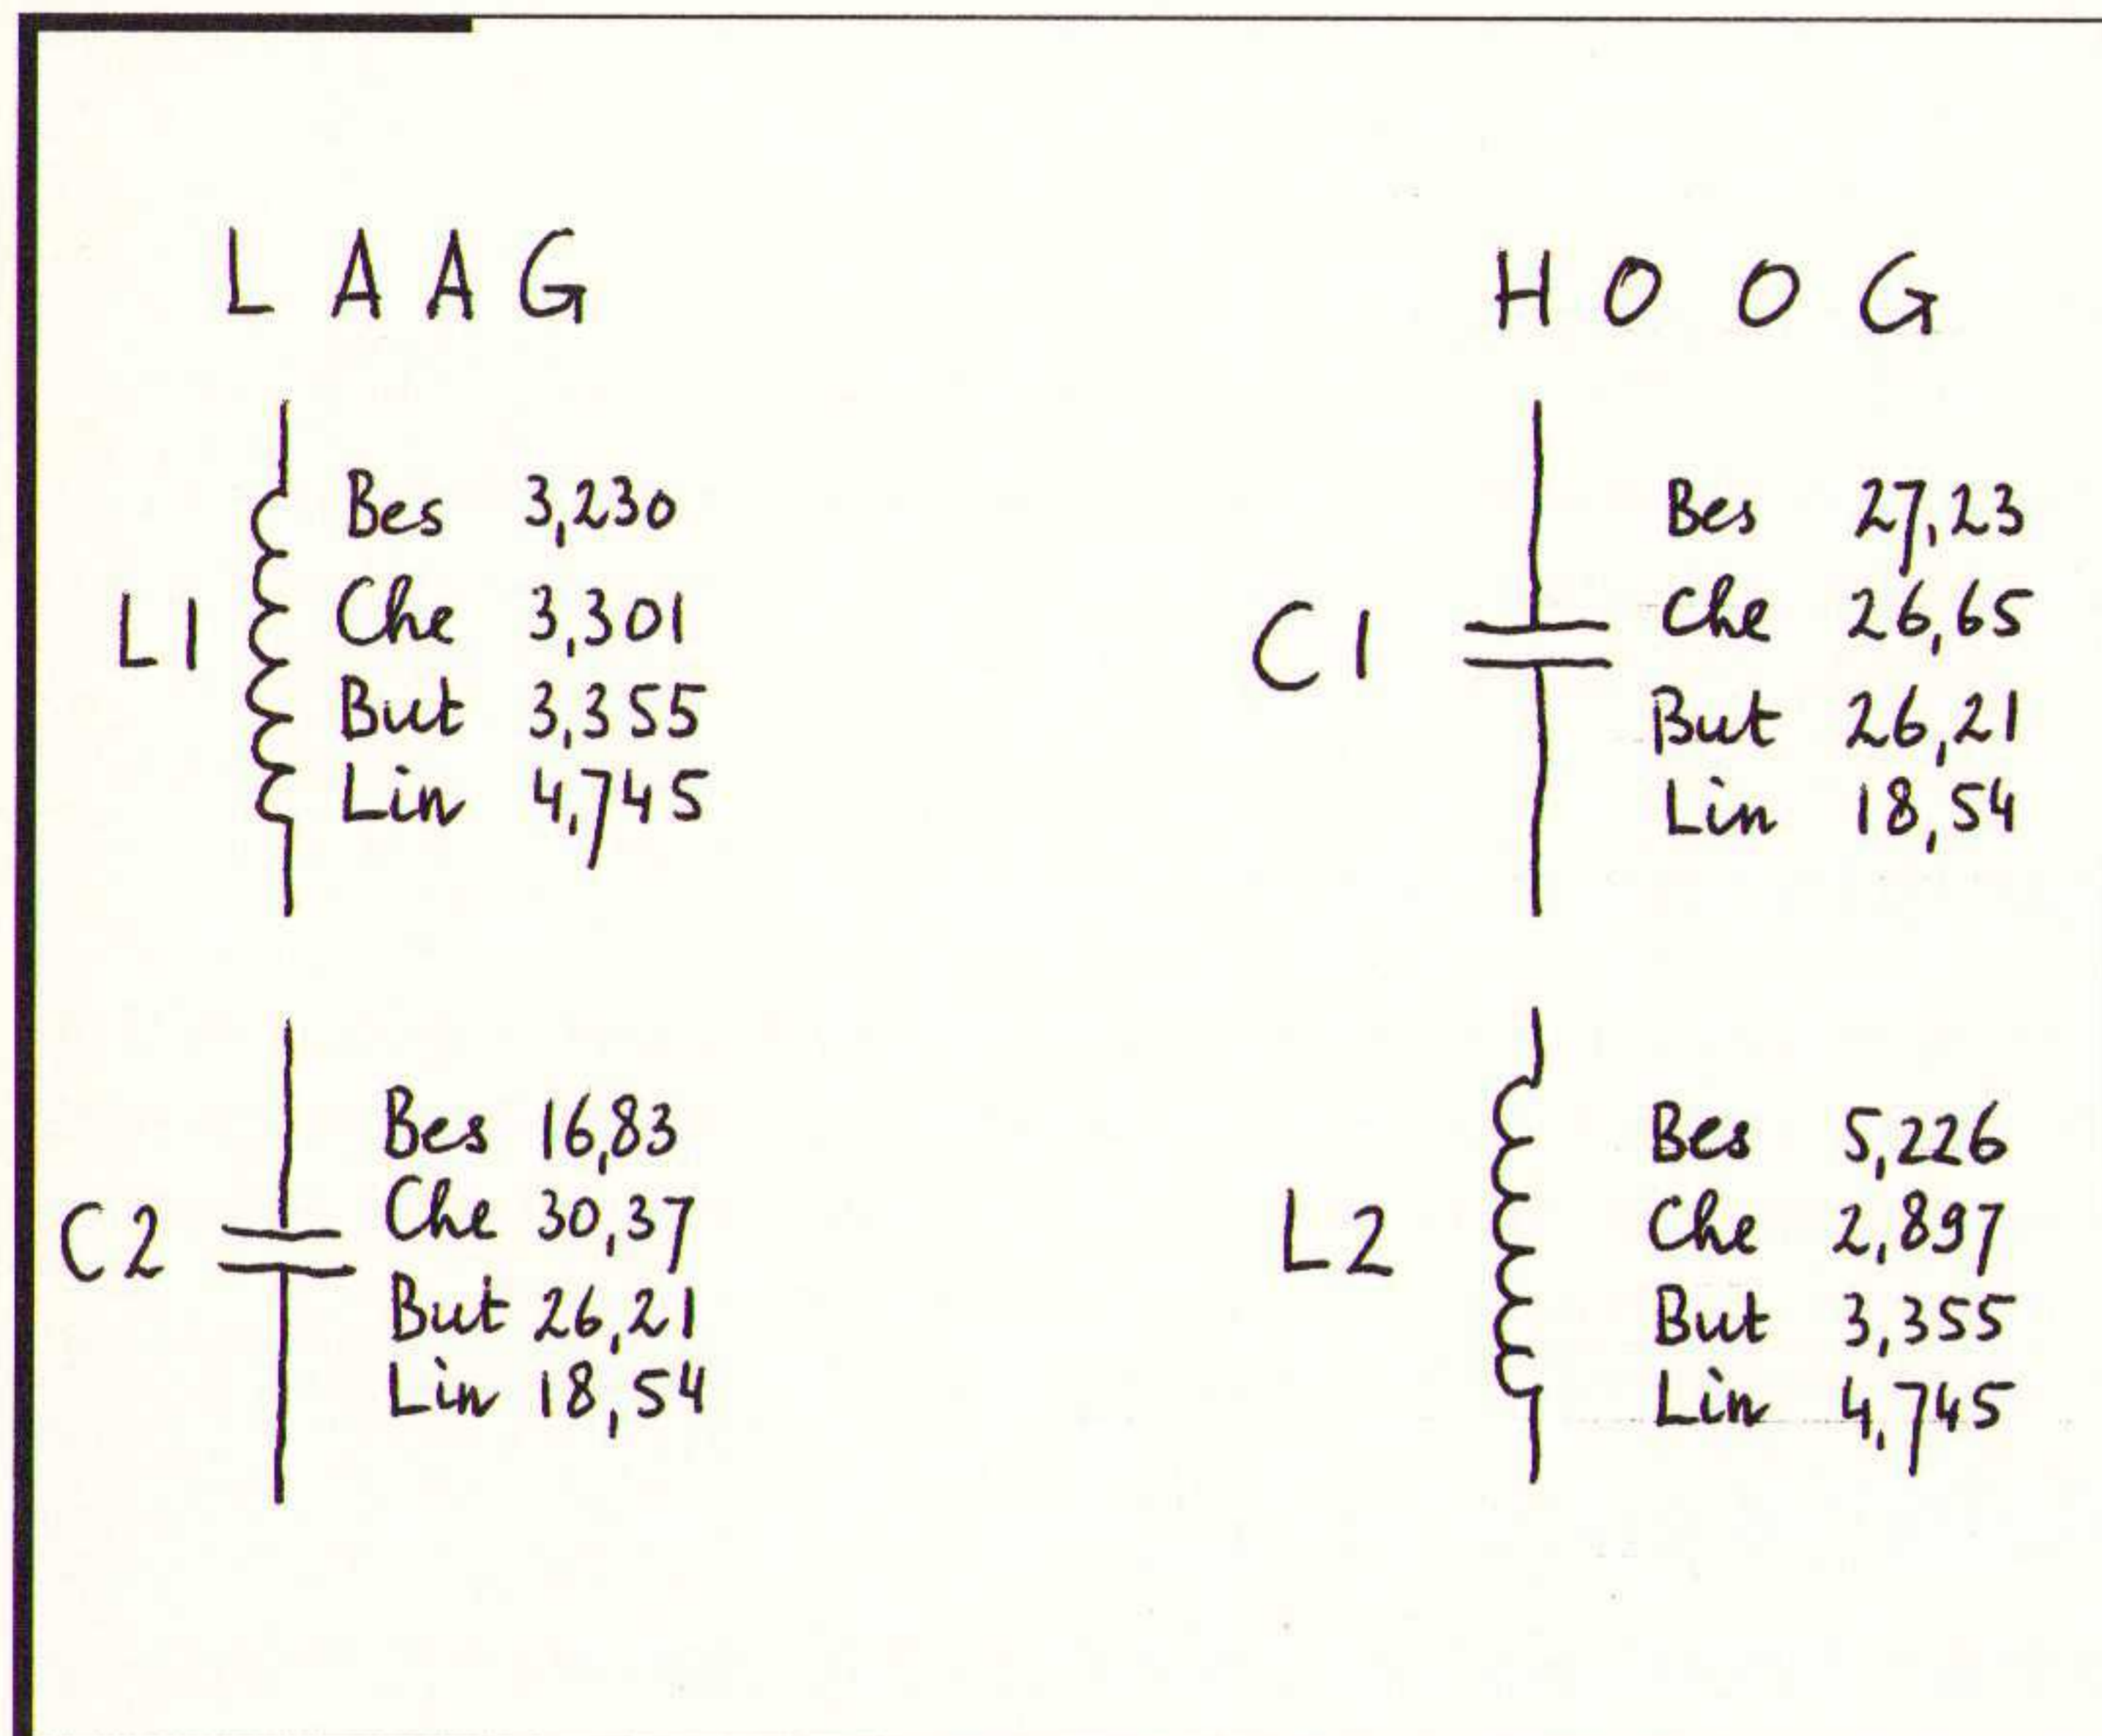 LAAG
L1
Bes 3,230
Che 3,301
But 3,355
Lin 4,745
C2
Bes 16,83
Che 30,37
But 26,21
Lin 18,54
HOOG
C1
Bes 27,23
Che 26,65
But 26,21
Lin 18,54
L2
Bes 5,226
Che 2,897
But 3,355
Lin 4,745